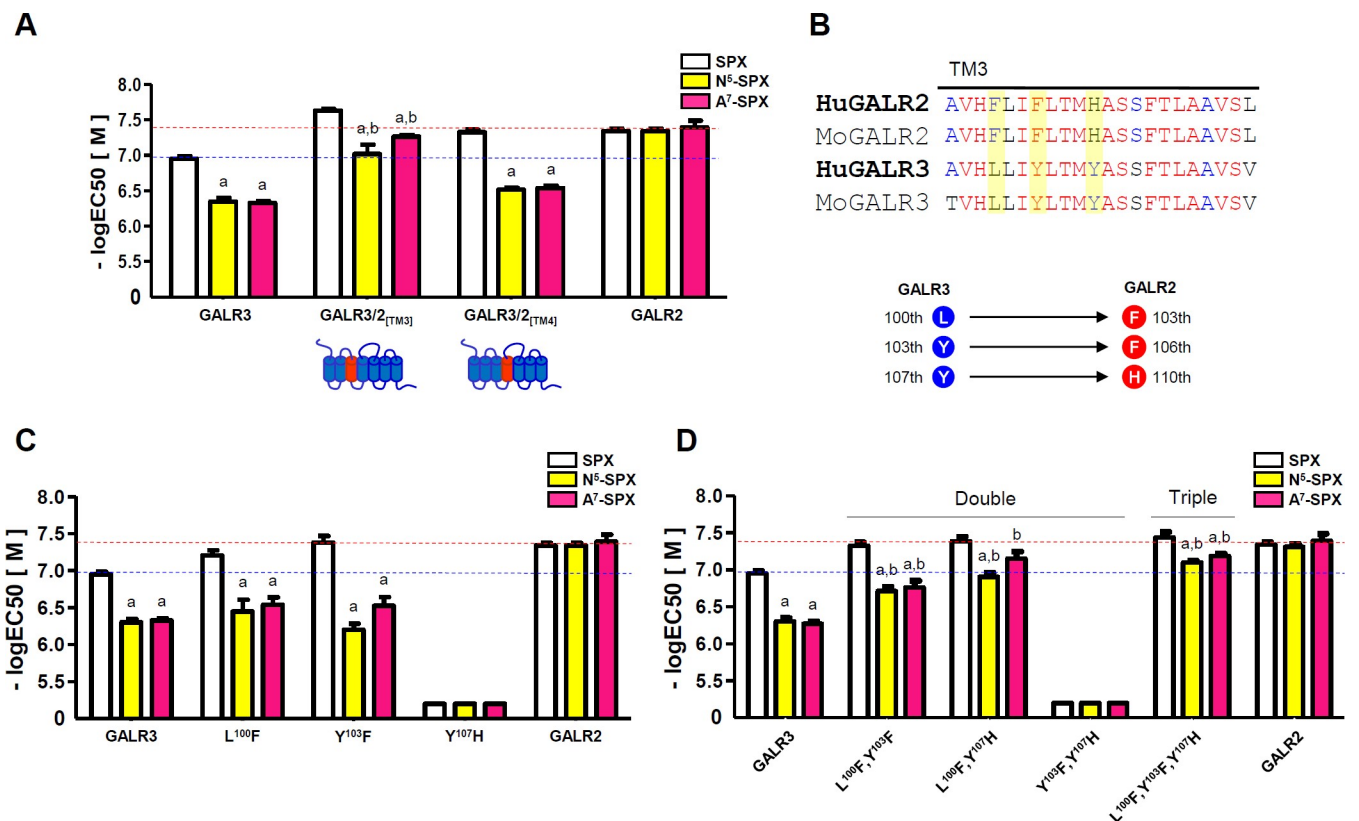 A
SPX
N⁵-SPX
A⁷-SPX
- logEC50 [ M ]
8.0
7.5
7.0
6.5
6.0
5.5
0
a a
a,b a,b
a a
GALR3 GALR3/2[TM3] GALR3/2[TM4] GALR2
B
TM3
HuGALR2 AVHFLIFLTMHASSFTLAAVSL
MoGALR2 AVHFLIFLTMHASSFTLAAVSL
HuGALR3 AVHLLIYLTMYASSFTLAAVSV
MoGALR3 TVHLLIYLTMYASSFTLAAVSV
GALR3 GALR2
100th L F 103th
103th Y F 106th
107th Y H 110th
C
SPX
N⁵-SPX
A⁷-SPX
- logEC50 [ M ]
8.0
7.5
7.0
6.5
6.0
5.5
0
a a
a a
a a
GALR3 L¹⁰⁰F Y¹⁰³F Y¹⁰⁷H GALR2
D
SPX
N⁵-SPX
A⁷-SPX
Double Triple
- logEC50 [ M ]
8.0
7.5
7.0
6.5
6.0
5.5
0
a a
a,b a,b
a,b b
a,b a,b
GALR3
L¹⁰⁰F,Y¹⁰³F
L¹⁰⁰F,Y¹⁰⁷H
Y¹⁰³F,Y¹⁰⁷H
L¹⁰⁰F,Y¹⁰³F,Y¹⁰⁷H
GALR2